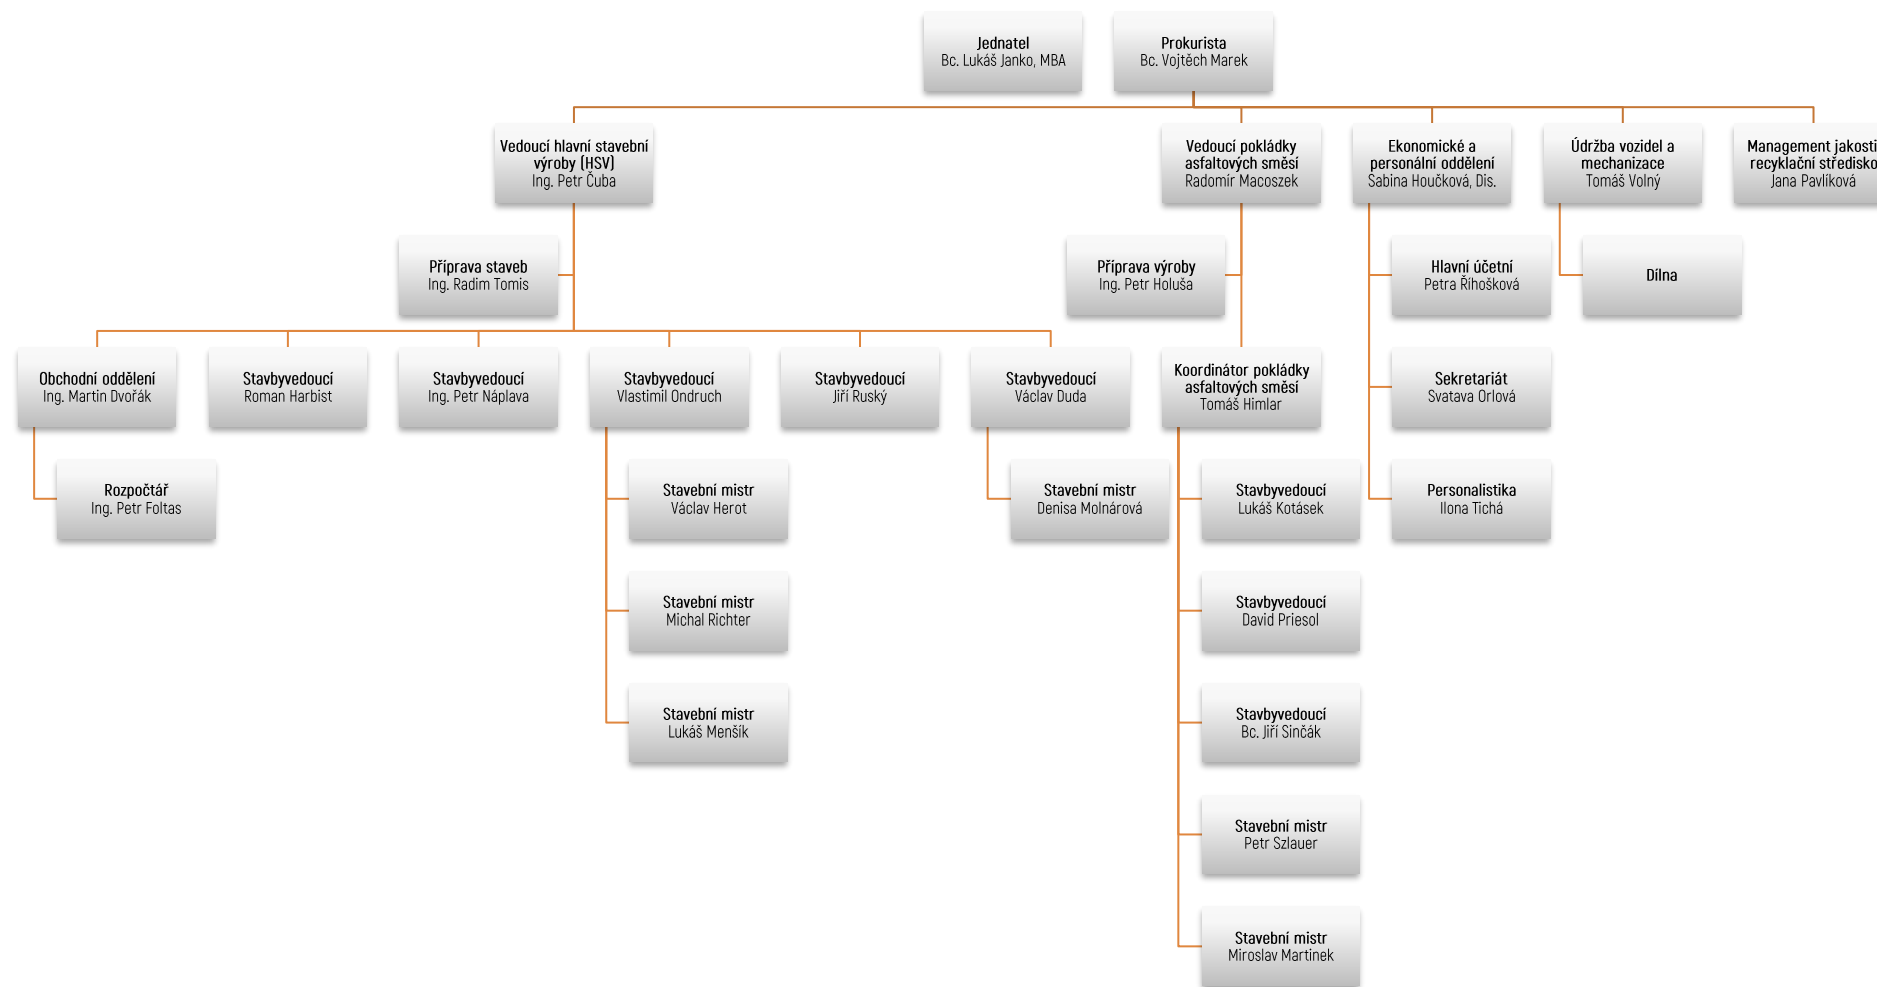 Jednatel
Bc. Lukáš Janko, MBA
Prokurista
Bc. Vojtěch Marek
Vedoucí hlavní stavební
výroby (HSV)
Ing. Petr Čuba
Vedoucí pokládky
asfaltových směsí
Radomír Macoszek
Ekonomické a
personální oddělení
Sabina Houčková, Dis.
Údržba vozidel a
mechanizace
Tomáš Volný
Management jakosti
recyklační středisko
Jana Pavlíková
Příprava staveb
Ing. Radim Tomis
Příprava výroby
Ing. Petr Holuša
Hlavní účetní
Petra Říhošková
Dílna
Obchodní oddělení
Ing. Martin Dvořák
Stavbyvedoucí
Roman Harbist
Stavbyvedoucí
Ing. Petr Náplava
Stavbyvedoucí
Vlastimil Ondruch
Stavbyvedoucí
Jiří Ruský
Stavbyvedoucí
Václav Duda
Koordinátor pokládky
asfaltových směsí
Tomáš Himlar
Sekretariát
Svatava Orlová
Rozpočtář
Ing. Petr Foltas
Stavební mistr
Václav Herot
Stavební mistr
Denisa Molnárová
Stavbyvedoucí
Lukáš Kotásek
Personalistika
Ilona Tichá
Stavební mistr
Michal Richter
Stavbyvedoucí
David Priesol
Stavební mistr
Lukáš Menšík
Stavbyvedoucí
Bc. Jiří Sinčák
Stavební mistr
Petr Szlauer
Stavební mistr
Miroslav Martinek